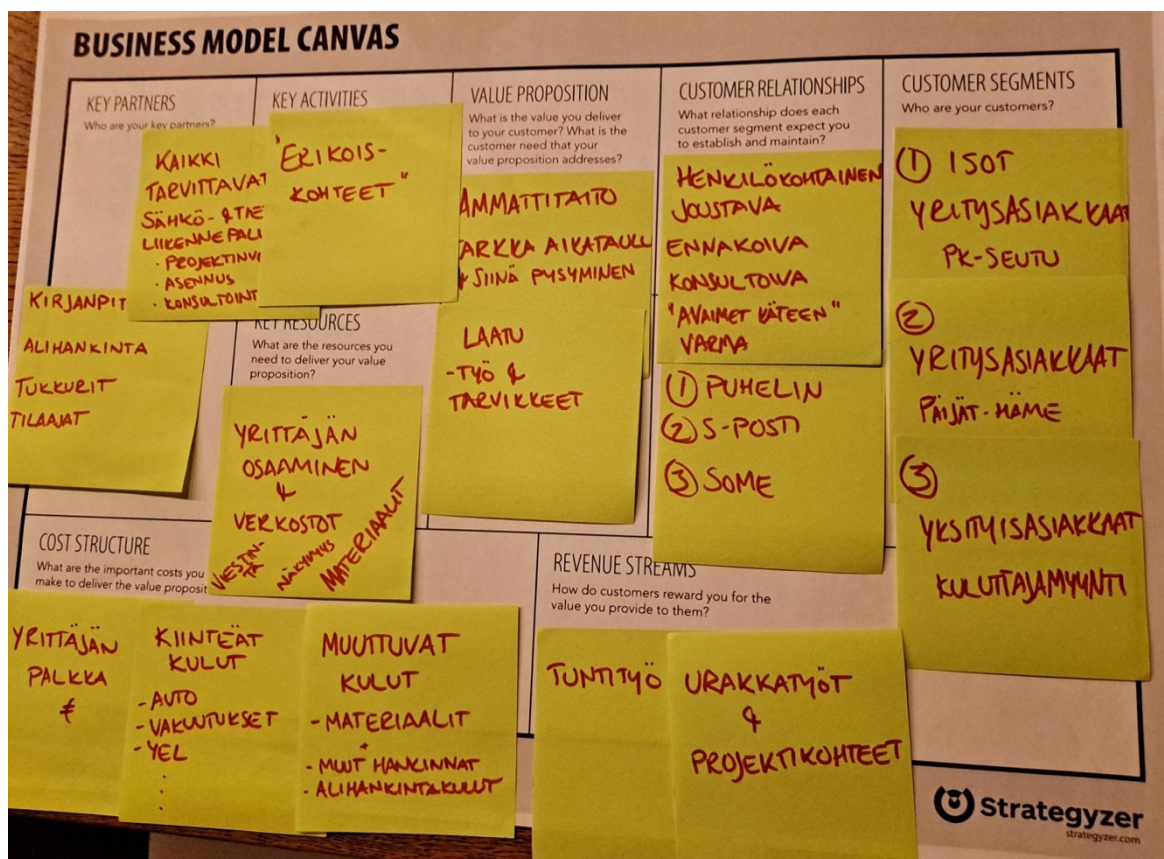 BUSINESS MODEL CANVAS
KEY PARTNERS
Who are your key partners?
KAIKKI
TARVITTAVAT
SÄHKÖ- & TIE
LIIKENNEPAL
· PROJEKTINVE
· ASENNUS
· KONSULTOINT
KIRJANPIT
ALIHANKINTA
TUKKURIT
TILAAJAT
KEY ACTIVITIES
"ERIKOIS-
KOHTEET"
KEY RESOURCES
What are the resources you
need to deliver your value
proposition?
YRITTÄJÄN
OSAAMINEN
&
VERKOSTOT
VIESTIN-
TÄ
NÄKYVYYS
MATERIAALIT
VALUE PROPOSITION
What is the value you deliver
to your customer? What is the
customer need that your
value proposition addresses?
AMMATTITAITO
TARKKA AIKATAULU
& SIINÄ PYSYMINEN
LAATU
-TYÖ &
TARVIKKEET
CUSTOMER RELATIONSHIPS
What relationship does each
customer segment expect you
to establish and maintain?
HENKILÖKOHTAINEN
JOUSTAVA
ENNAKOIVA
KONSULTOIVA
"AVAIMET KÄTEEN"
VARMA
① PUHELIN
② S-POSTI
③ SOME
CUSTOMER SEGMENTS
Who are your customers?
① ISOT
YRITYSASIAKKAAT
PK-SEUTU
②
YRITYSASIAKKAAT
PÄIJÄT-HÄME
③
YKSITYISASIAKKAAT
KULUTTAJAMYYNTI
COST STRUCTURE
What are the important costs you
make to deliver the value proposit
YRITTÄJÄN
PALKKA
€
KIINTEÄT
KULUT
- AUTO
- VAKUUTUKSET
- YEL
.
.
.
MUUTTUVAT
KULUT
- MATERIAALIT
+
- MUUT HANKINNAT
- ALIHANKINTAKULUT
REVENUE STREAMS
How do customers reward you for the
value you provide to them?
TUNTITYÖ
URAKKATYÖT
&
PROJEKTIKOHTEET
Strategyzer
strategyzer.com